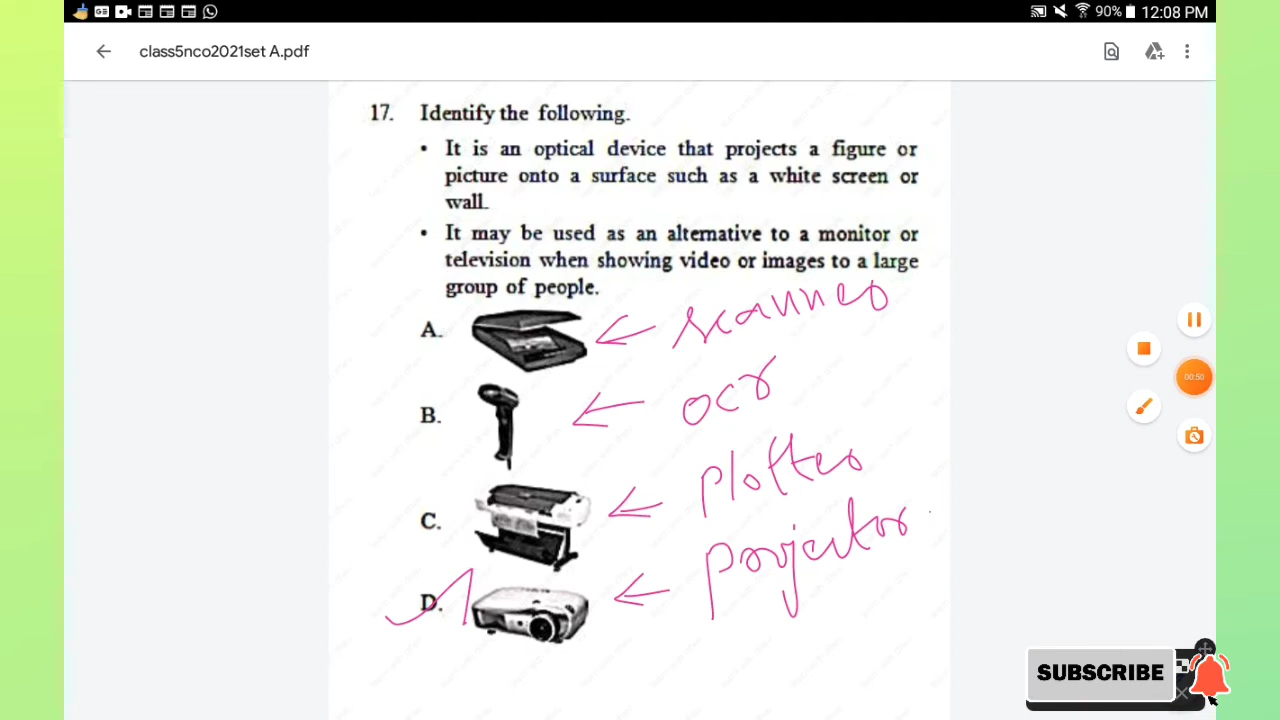 90% 12:08 PM
class5nco2021set A.pdf
17. Identify the following.
• It is an optical device that projects a figure or
picture onto a surface such as a white screen or
wall.
• It may be used as an alternative to a monitor or
television when showing video or images to a large
group of people.
A. scanner
B. ocr
C. plotter
D. projector
00:50
SUBSCRIBE